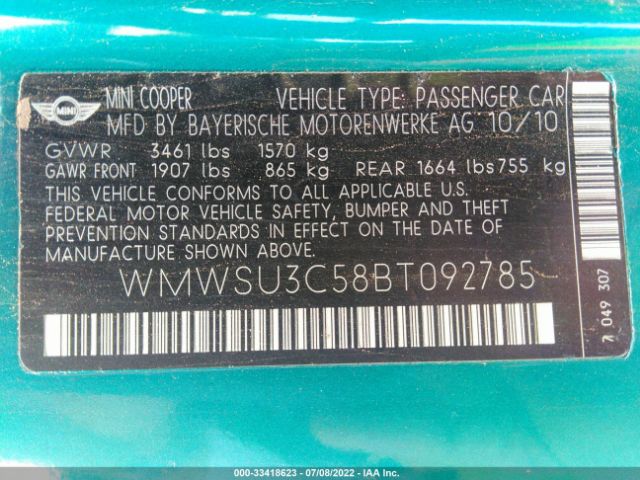 MINI
MINI COOPER VEHICLE TYPE: PASSENGER CAR
MFD BY BAYERISCHE MOTORENWERKE AG 10/10
GVWR 3461 lbs 1570 kg
GAWR FRONT 1907 lbs 865 kg REAR 1664 lbs 755 kg
THIS VEHICLE CONFORMS TO ALL APPLICABLE U.S.
FEDERAL MOTOR VEHICLE SAFETY, BUMPER AND THEFT
PREVENTION STANDARDS IN EFFECT ON THE DATE OF
MANUFACTURE SHOWN ABOVE.
WMWSU3C58BT092785
7 049 307
000-33418623 - 07/08/2022 - IAA Inc.